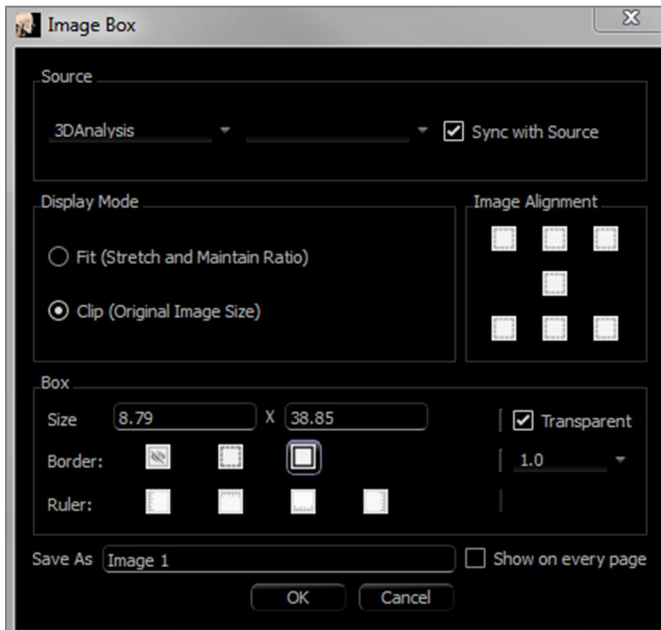 Image Box
Source
3DAnalysis
Sync with Source
Display Mode
Image Alignment
Fit (Stretch and Maintain Ratio)
Clip (Original Image Size)
Box
Size 8.79 X 38.85 Transparent
Border: 1.0
Ruler:
Save As Image 1 Show on every page
OK Cancel